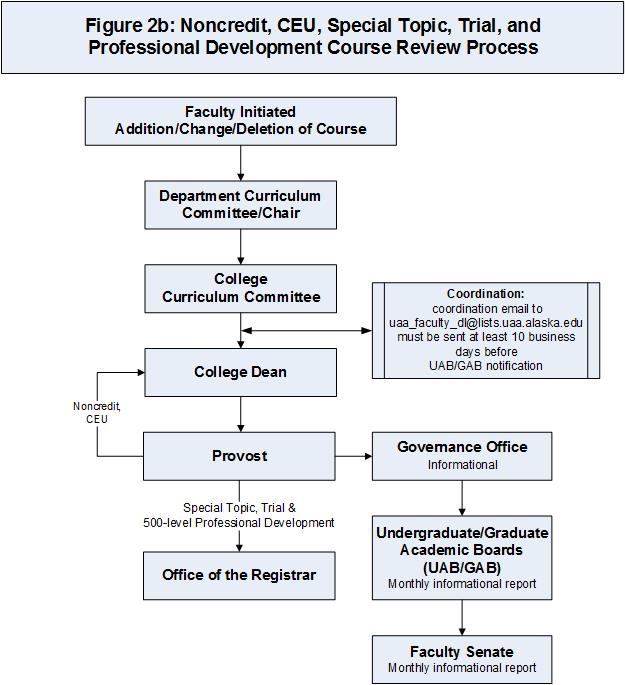 Figure 2b: Noncredit, CEU, Special Topic, Trial, and
Professional Development Course Review Process
Faculty Initiated
Addition/Change/Deletion of Course
Department Curriculum
Committee/Chair
College
Curriculum Committee
Coordination:
coordination email to
uaa_faculty_dl@lists.uaa.alaska.edu
must be sent at least 10 business
days before
UAB/GAB notification
College Dean
Noncredit,
CEU
Provost
Governance Office
Informational
Special Topic, Trial &
500-level Professional Development
Undergraduate/Graduate
Academic Boards
(UAB/GAB)
Monthly informational report
Office of the Registrar
Faculty Senate
Monthly informational report